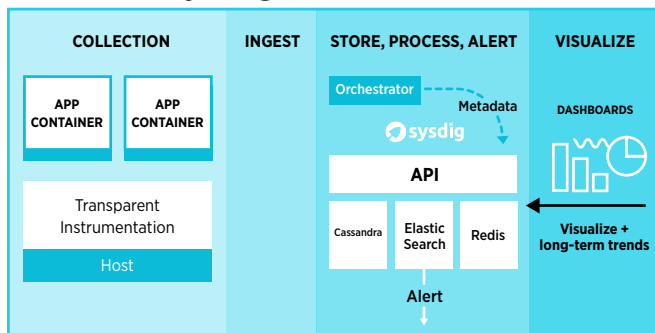 COLLECTION
INGEST
STORE, PROCESS, ALERT
VISUALIZE
APP
CONTAINER
APP
CONTAINER
Transparent
Instrumentation
Host
Orchestrator
Metadata
sysdig
API
Cassandra
Elastic
Search
Redis
Alert
DASHBOARDS
Visualize +
long-term trends